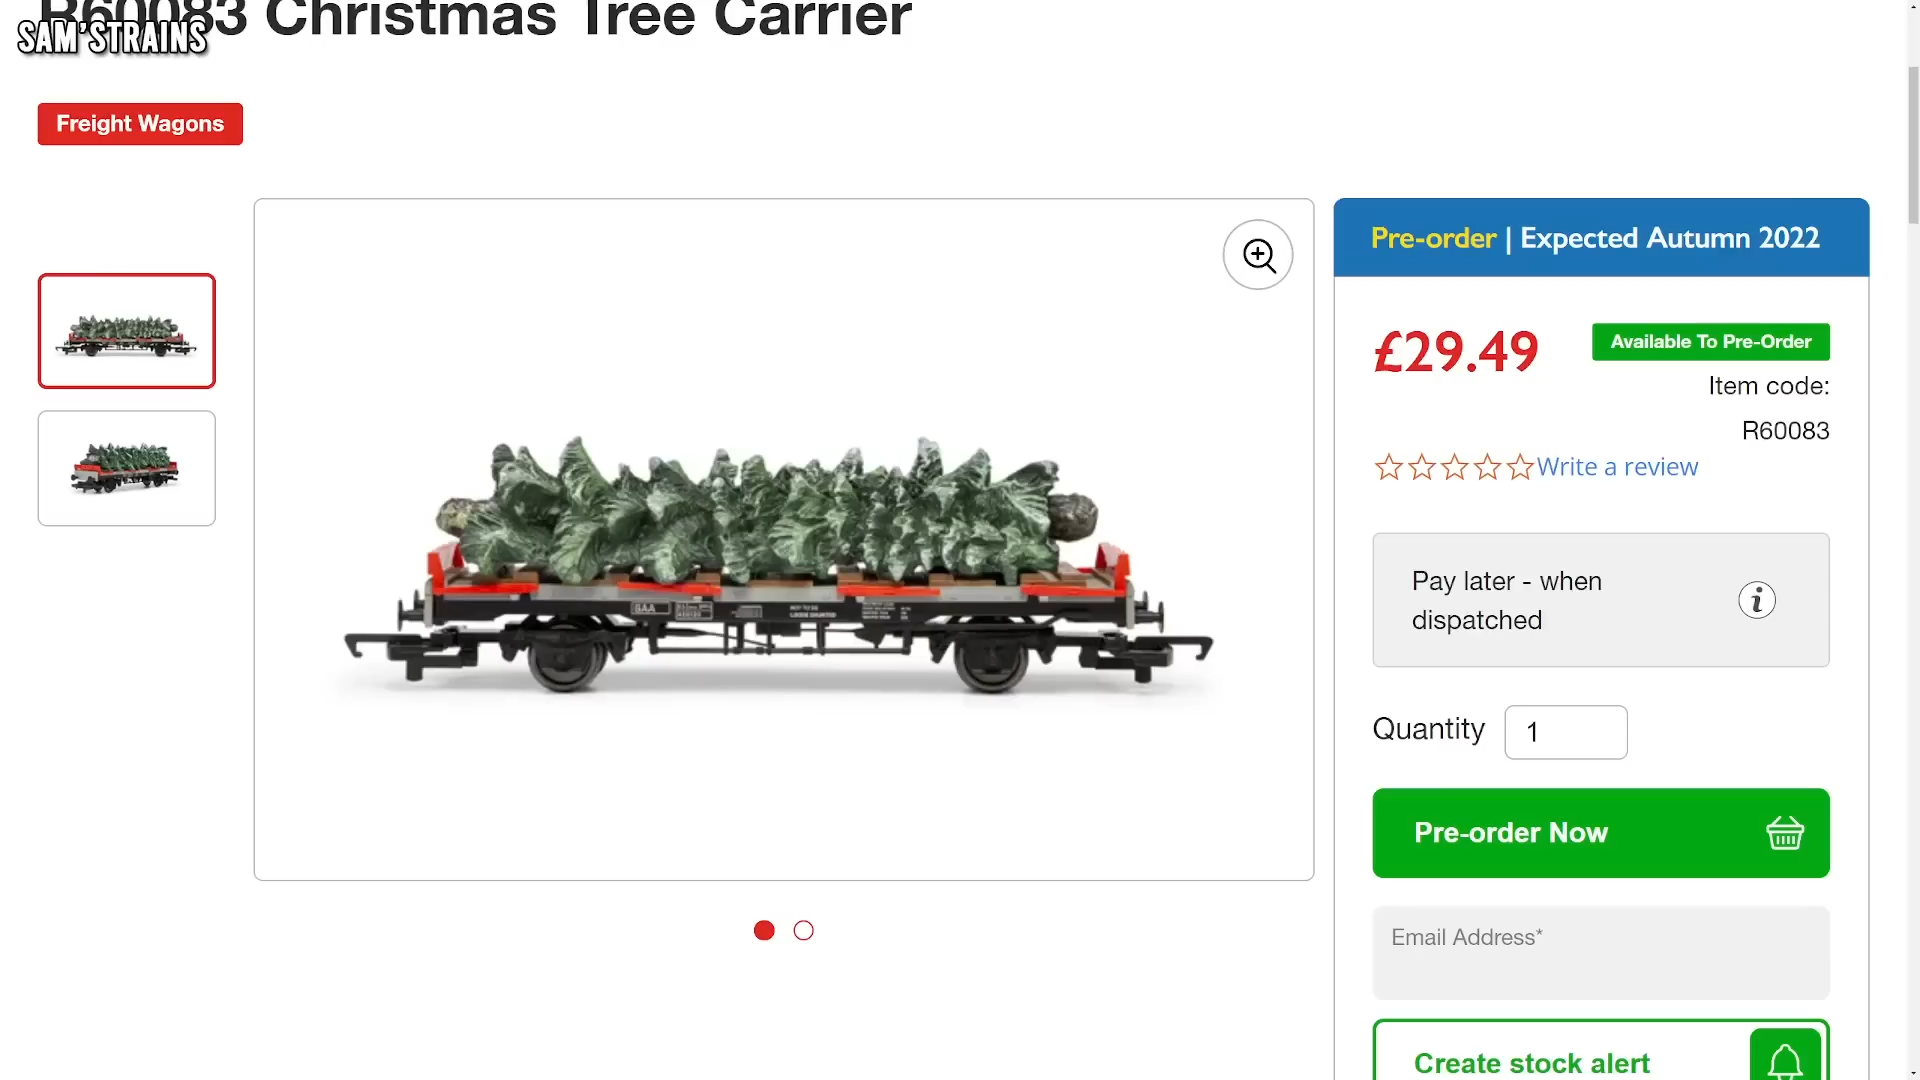 R60083 Christmas Tree Carrier
SAM'STRAINS
Freight Wagons
Pre-order | Expected Autumn 2022
£29.49
Available To Pre-Order
Item code:
R60083
Write a review
Pay later - when
dispatched
Quantity
1
Pre-order Now
Email Address*
Create stock alert